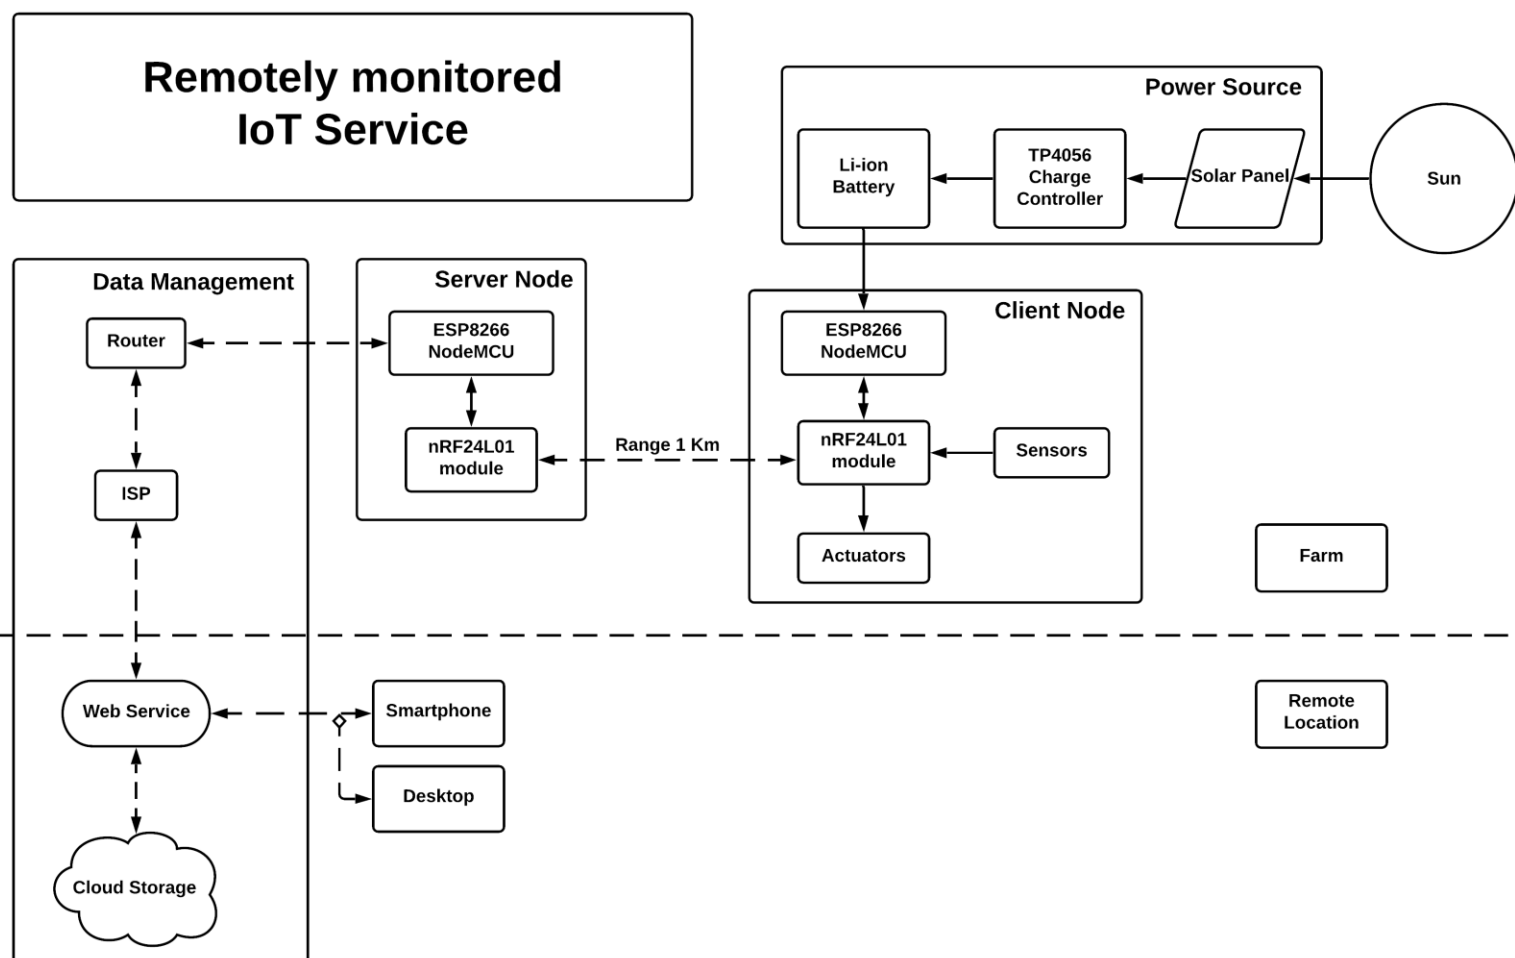 Remotely monitored
IoT Service
Power Source
Li-ion
Battery
TP4056
Charge
Controller
Solar Panel
Sun
Data Management
Router
ISP
Server Node
ESP8266
NodeMCU
nRF24L01
module
Range 1 Km
Client Node
ESP8266
NodeMCU
nRF24L01
module
Sensors
Actuators
Farm
Web Service
Smartphone
Desktop
Cloud Storage
Remote
Location